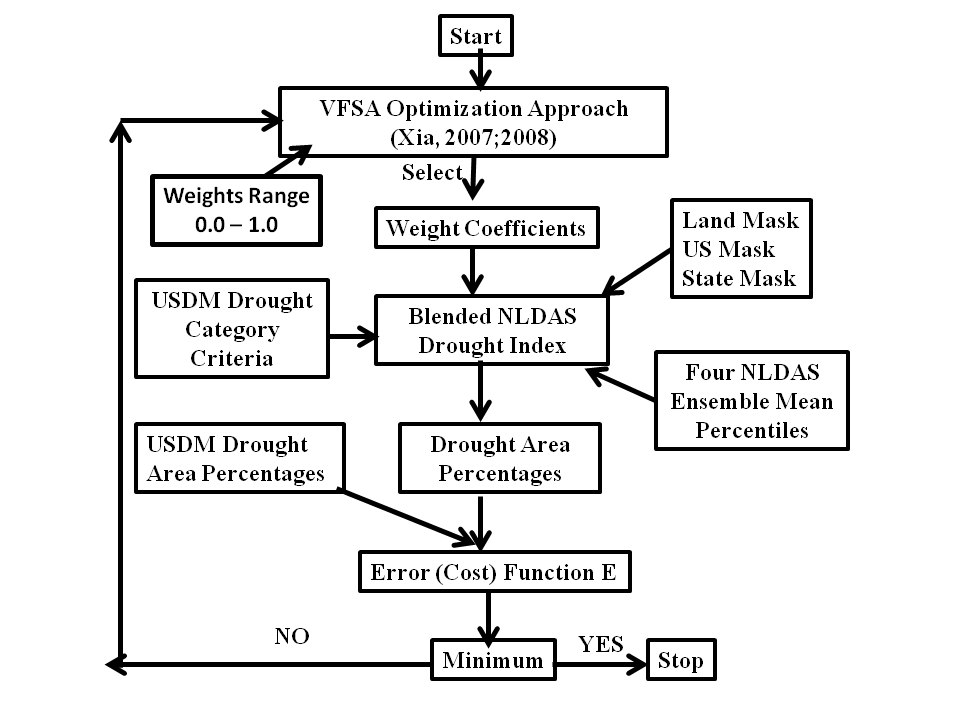 Start
VFSA Optimization Approach
(Xia, 2007;2008)
Select
Weights Range
0.0 – 1.0
Weight Coefficients
Land Mask
US Mask
State Mask
USDM Drought
Category
Criteria
Blended NLDAS
Drought Index
Four NLDAS
Ensemble Mean
Percentiles
USDM Drought
Area Percentages
Drought Area
Percentages
Error (Cost) Function E
NO
Minimum
YES
Stop